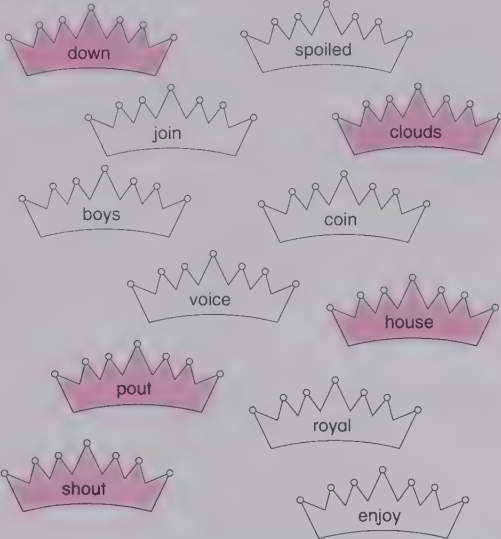 down
spoiled
join
clouds
boys
coin
voice
house
pout
royal
shout
enjoy